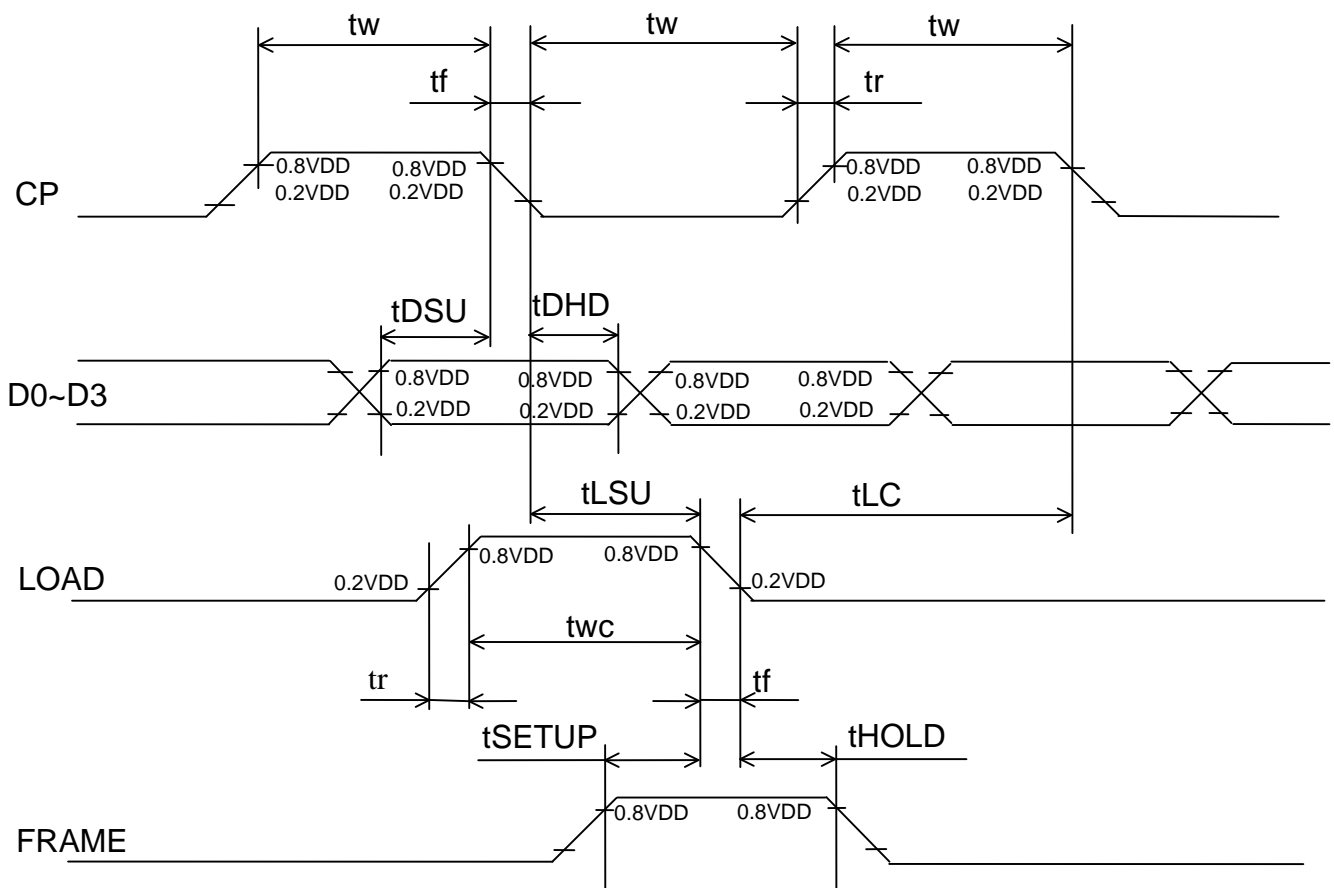 tw tw tw
tf tr
0.8VDD 0.8VDD 0.8VDD 0.8VDD
CP 0.2VDD 0.2VDD 0.2VDD 0.2VDD
tDSU tDHD
0.8VDD 0.8VDD 0.8VDD 0.8VDD
D0~D3 0.2VDD 0.2VDD 0.2VDD 0.2VDD
tLSU tLC
0.8VDD 0.8VDD
LOAD 0.2VDD 0.2VDD
twc
tr tf
tSETUP tHOLD
0.8VDD 0.8VDD
FRAME